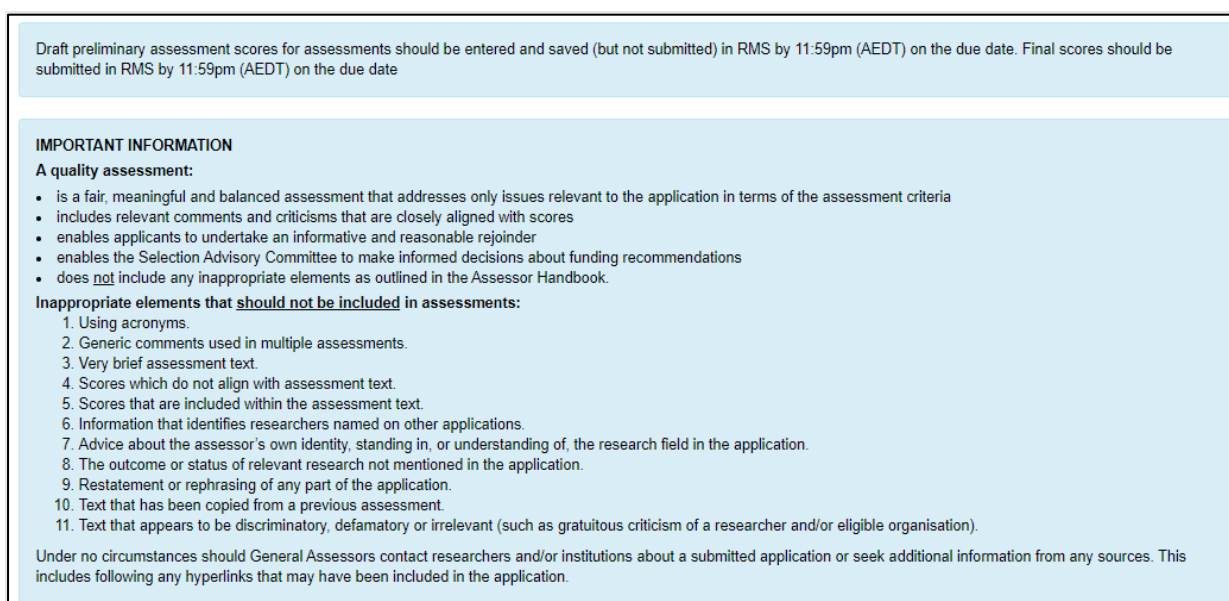 Draft preliminary assessment scores for assessments should be entered and saved (but not submitted) in RMS by 11:59pm (AEDT) on the due date. Final scores should be
submitted in RMS by 11:59pm (AEDT) on the due date
IMPORTANT INFORMATION
A quality assessment:
• is a fair, meaningful and balanced assessment that addresses only issues relevant to the application in terms of the assessment criteria
• includes relevant comments and criticisms that are closely aligned with scores
• enables applicants to undertake an informative and reasonable rejoinder
• enables the Selection Advisory Committee to make informed decisions about funding recommendations
• does not include any inappropriate elements as outlined in the Assessor Handbook.
Inappropriate elements that should not be included in assessments:
1. Using acronyms.
2. Generic comments used in multiple assessments.
3. Very brief assessment text.
4. Scores which do not align with assessment text.
5. Scores that are included within the assessment text.
6. Information that identifies researchers named on other applications.
7. Advice about the assessor's own identity, standing in, or understanding of, the research field in the application.
8. The outcome or status of relevant research not mentioned in the application.
9. Restatement or rephrasing of any part of the application.
10. Text that has been copied from a previous assessment.
11. Text that appears to be discriminatory, defamatory or irrelevant (such as gratuitous criticism of a researcher and/or eligible organisation).
Under no circumstances should General Assessors contact researchers and/or institutions about a submitted application or seek additional information from any sources. This
includes following any hyperlinks that may have been included in the application.